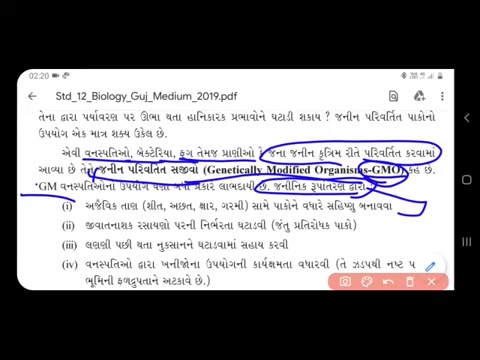 02:20
79
Std_12_Biology_Guj_Medium_2019.pdf
તેના દ્વારા પર્યાવરણ પર ઊભા થતા હાનિકારક પ્રભાવોને ઘટાડી શકાય ? જનીન પરિવર્તિત પાકોનો
ઉપયોગ એક માત્ર શક્ય ઉકેલ છે.
એવી વનસ્પતિઓ, બેક્ટેરિયા, ફૂગ તેમજ પ્રાણીઓ કે જેના જનીન કૃત્રિમ રીતે પરિવર્તિત કરવામાં
આવ્યા છે તેને જનીન પરિવર્તિત સજીવો (Genetically Modified Organisms-GMO) કહે છે.
GM વનસ્પતિઓનો ઉપયોગ ઘણા પ્રકારે લાભદાયી છે. જનીનિક રૂપાંતરણ દ્વારા
(i) અજૈવિક તાણ (શીત, અછત, ક્ષાર, ગરમી) સામે પાકોને વધારે સહિષ્ણુ બનાવવા
(ii) જીવાતનાશક રસાયણો પરની નિર્ભરતા ઘટાડવી (જંતુ પ્રતિરોધક પાકો)
(iii) લણણી પછી થતા નુકસાનને ઘટાડવામાં સહાય કરવી
(iv) વનસ્પતિઓ દ્વારા ખનીજોના ઉપયોગની કાર્યક્ષમતા વધારવી (તે ઝડપથી નષ્ટ પ
ભૂમિની ફળદ્રુપતાને અટકાવે છે.)